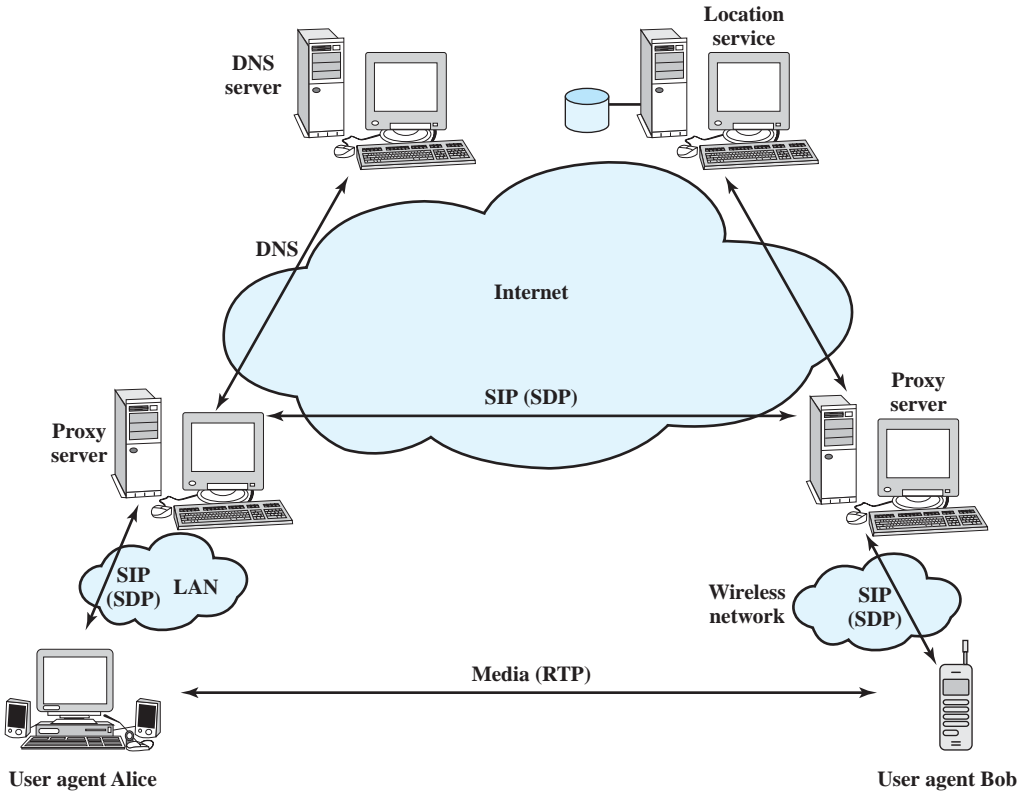 Location
service
DNS
server
DNS
Internet
SIP (SDP)
Proxy
server
Proxy
server
SIP
(SDP)
LAN
Wireless
network
SIP
(SDP)
Media (RTP)
User agent Alice
User agent Bob